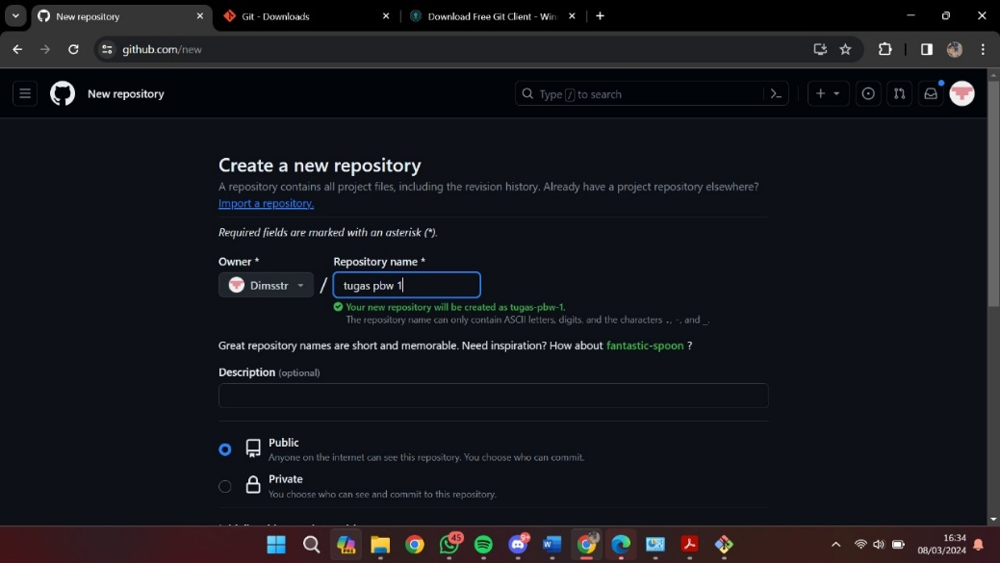 New repository
Git - Downloads
Download Free Git Client - Win
github.com/new
New repository
Type / to search
Create a new repository
A repository contains all project files, including the revision history. Already have a project repository elsewhere?
Import a repository.
Required fields are marked with an asterisk (*).
Owner *
Repository name *
Dimsstr
/
tugas pbw 1
Your new repository will be created as tugas-pbw-1.
The repository name can only contain ASCII letters, digits, and the characters ., -, and _.
Great repository names are short and memorable. Need inspiration? How about fantastic-spoon ?
Description (optional)
Public
Anyone on the internet can see this repository. You choose who can commit.
Private
You choose who can see and commit to this repository.
45
9+
16:34
08/03/2024